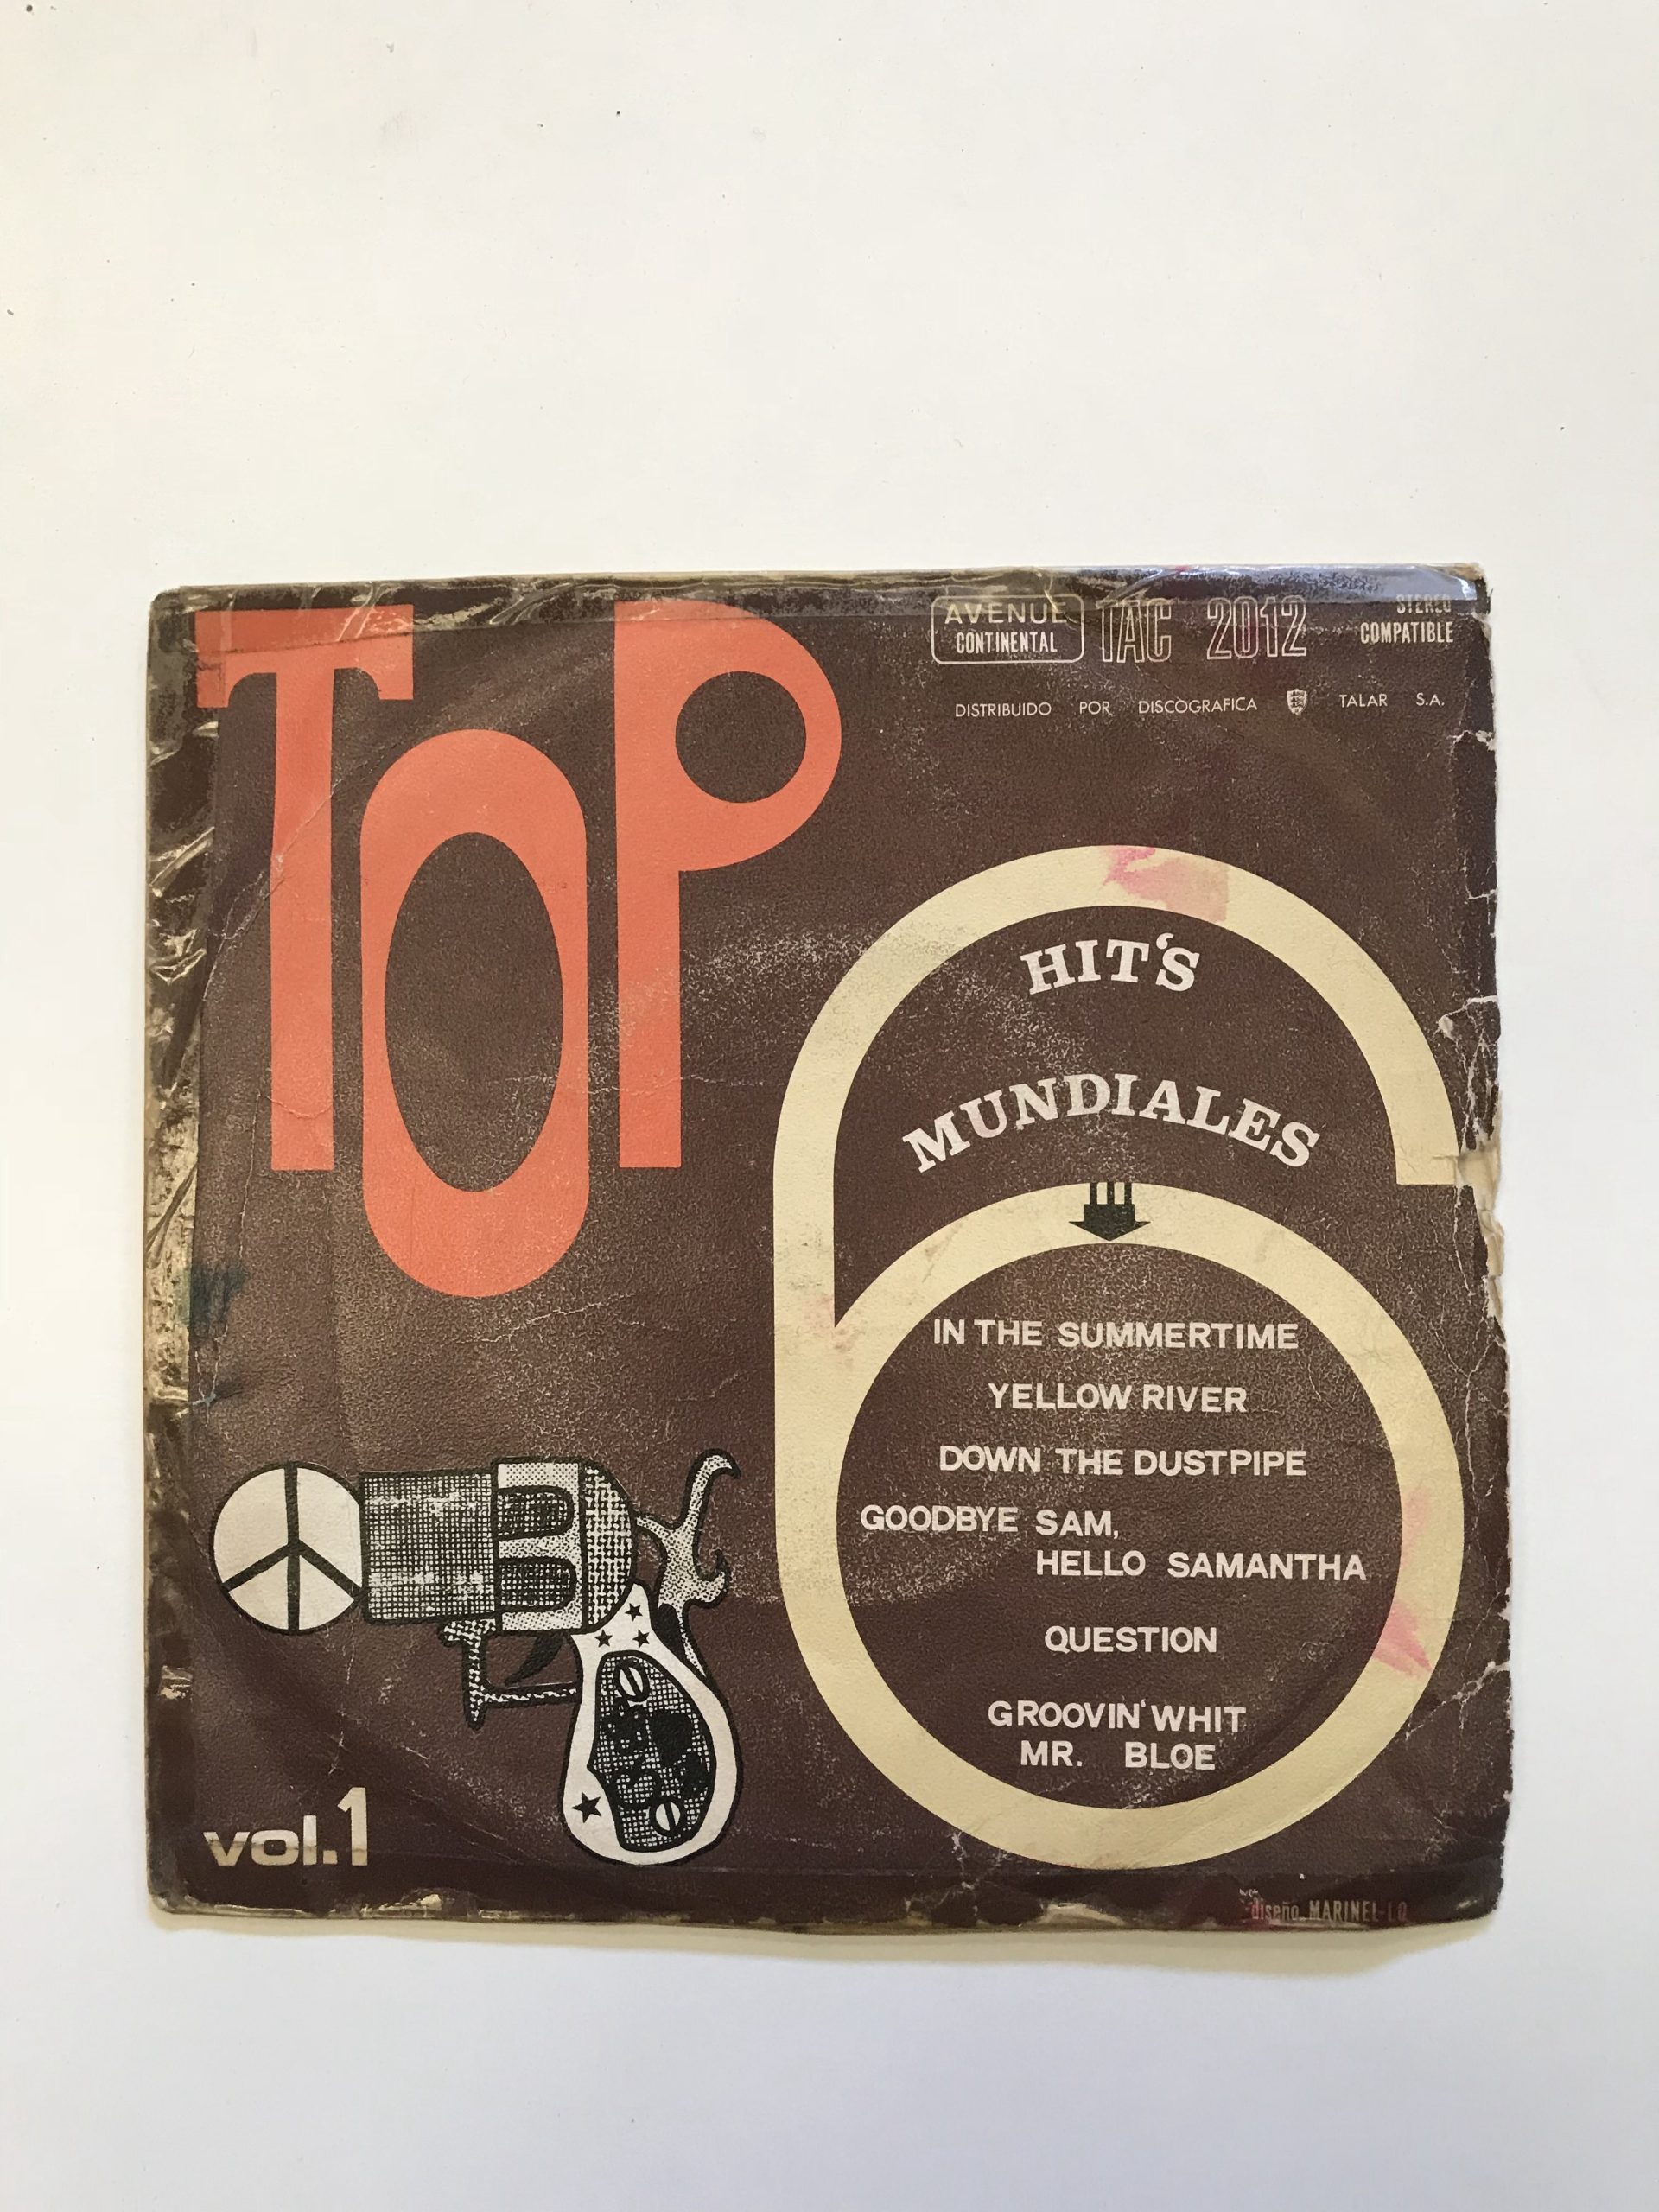 TOP
AVENUE
CONTINENTAL
TAC 2012
STEREO
COMPATIBLE
DISTRIBUIDO POR DISCOGRAFICA TALAR S.A.
6
HIT'S
MUNDIALES
IN THE SUMMERTIME
YELLOW RIVER
DOWN THE DUSTPIPE
GOODBYE SAM,
HELLO SAMANTHA
QUESTION
GROOVIN' WHIT
MR. BLOE
vol.1
diseño MARINEL-LO